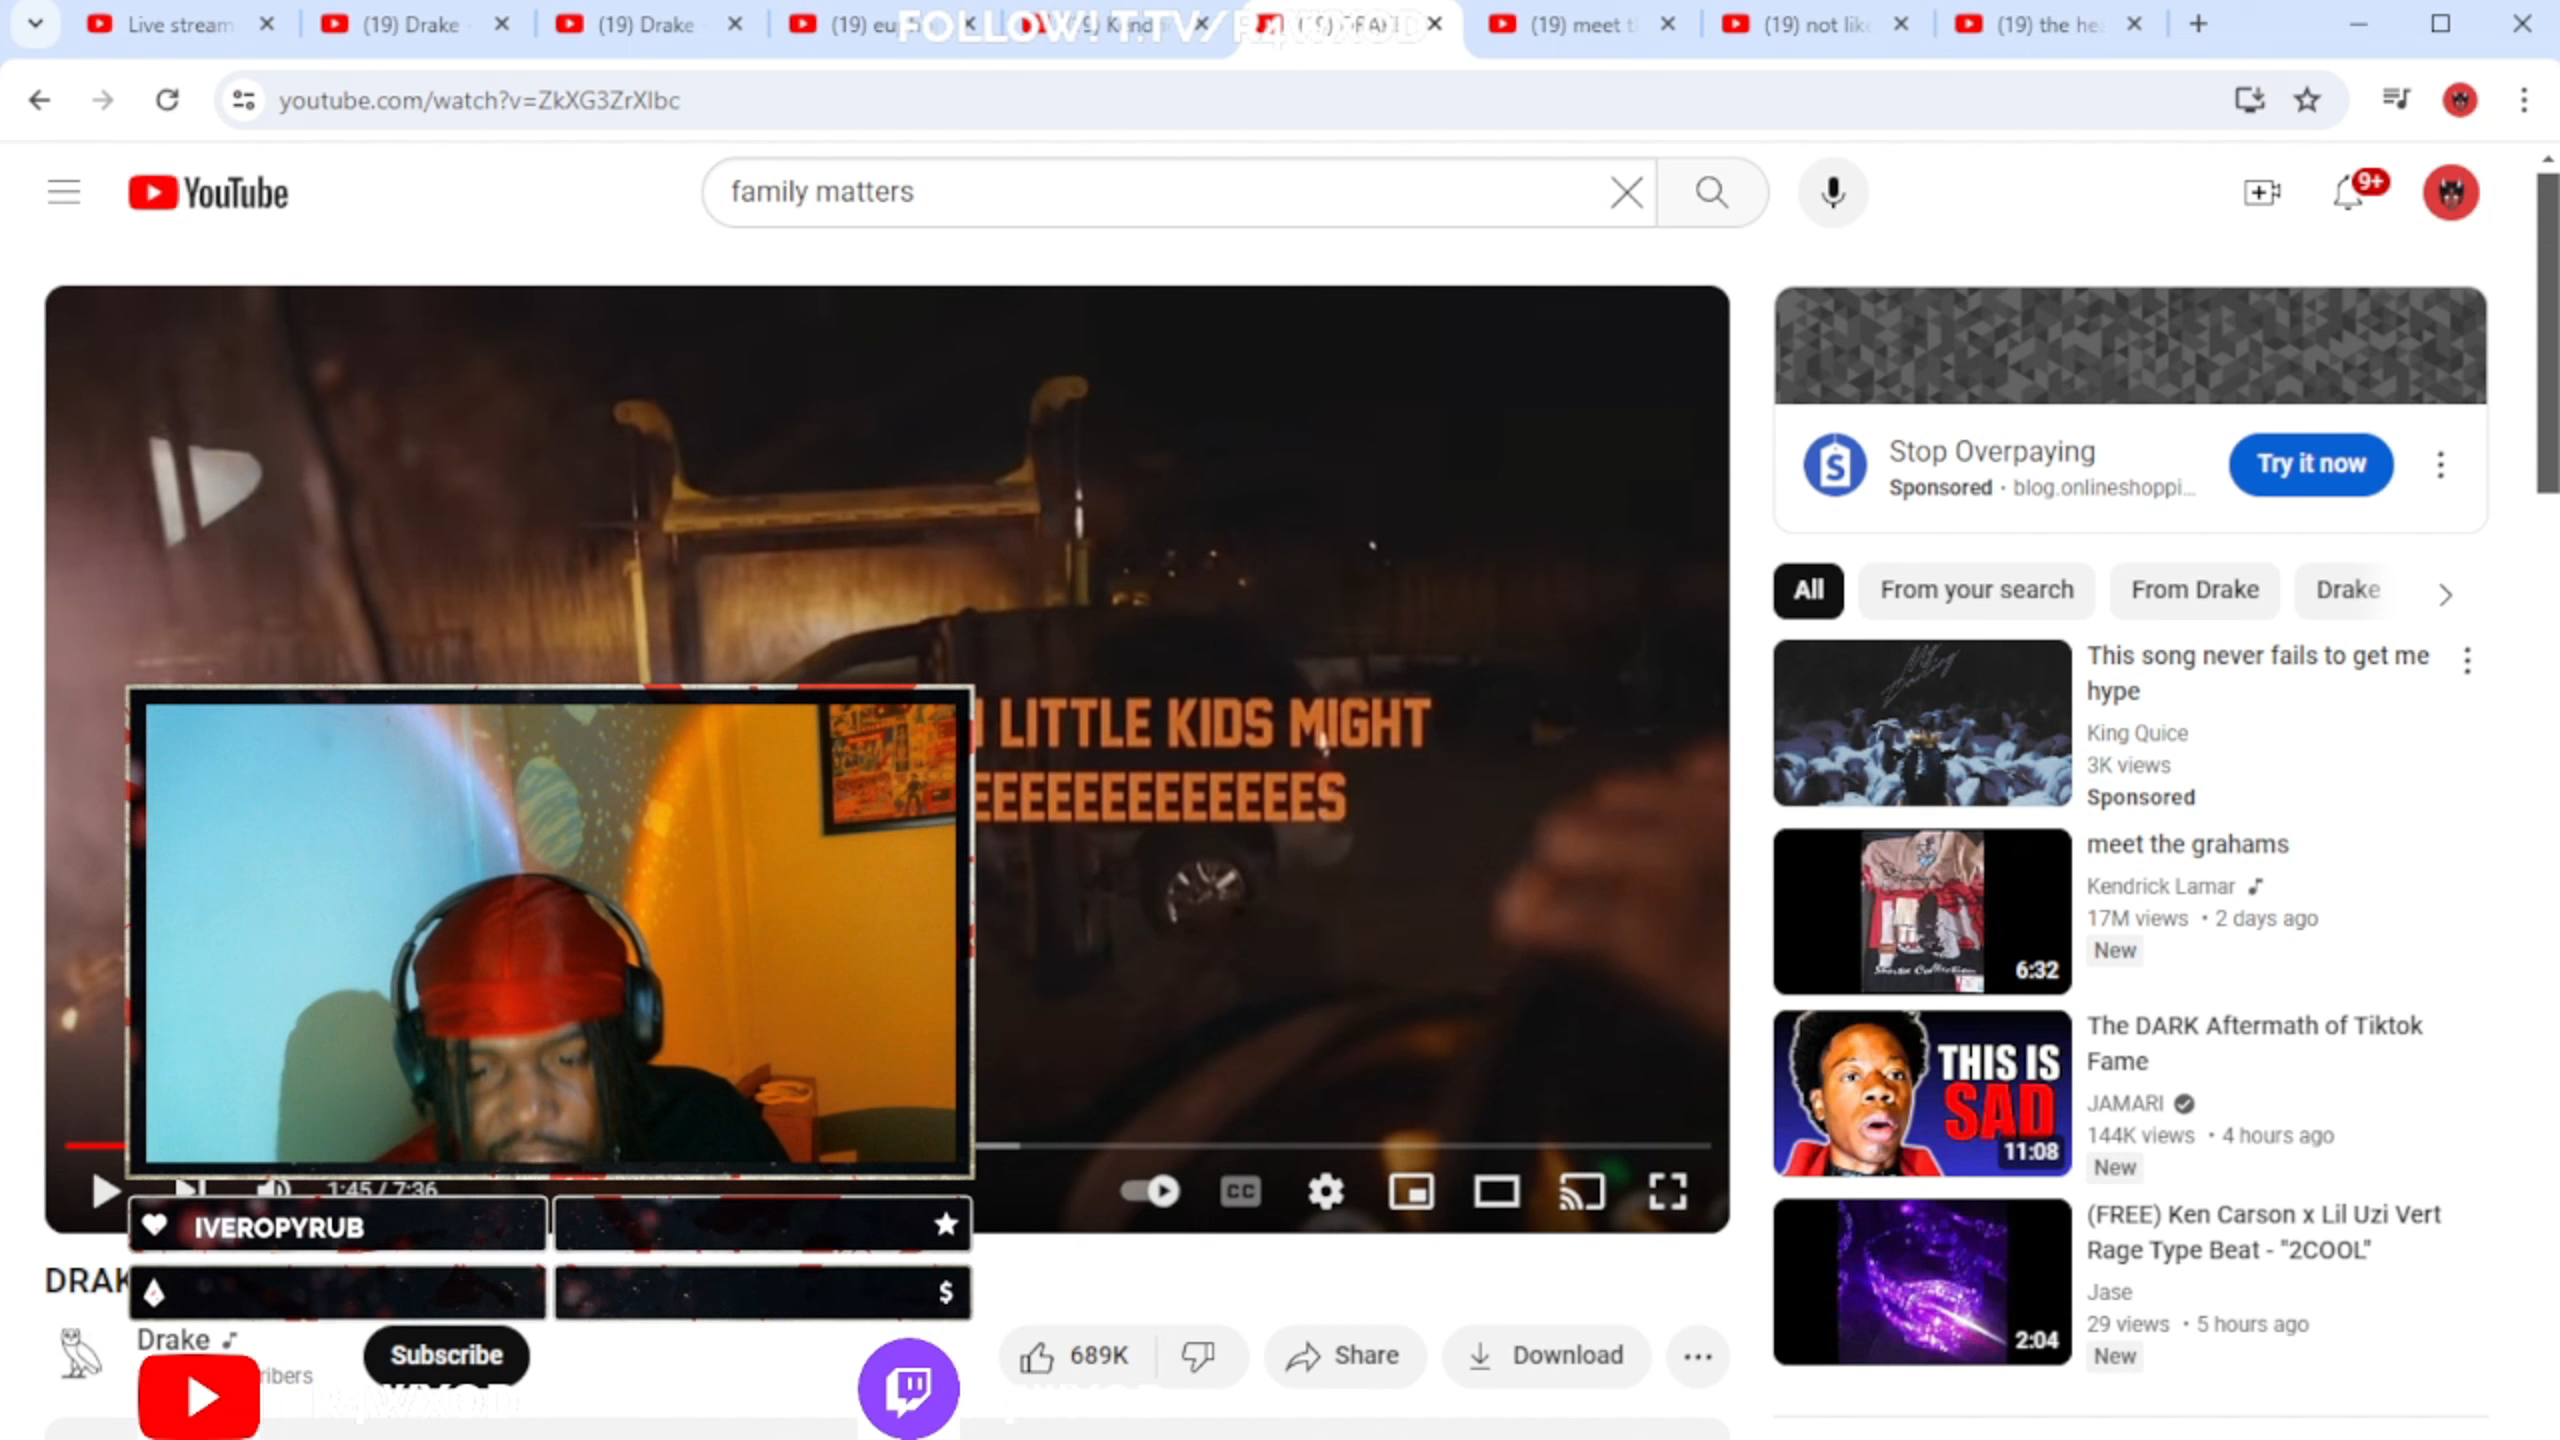 Live stream
(19) Drake
(19) Drake
(19) meet t
(19) not lik
(19) the he
FOLLOW! T.TV/
youtube.com/watch?v=ZkXG3ZrXIbc
YouTube
family matters
9+
LITTLE KIDS MIGHT
EEEEEEEEEEEES
1:45 / 7:36
CC
IVEROPYRUB
$
DRAK
Drake
ribers
Subscribe
689K
Share
Download
Stop Overpaying
Sponsored · blog.onlineshoppi...
Try it now
All
From your search
From Drake
Drake
This song never fails to get me
hype
King Quice
3K views
Sponsored
meet the grahams
Kendrick Lamar
17M views • 2 days ago
New
6:32
The DARK Aftermath of Tiktok
Fame
JAMARI
144K views • 4 hours ago
New
THIS IS
SAD
11:08
(FREE) Ken Carson x Lil Uzi Vert
Rage Type Beat - "2COOL"
Jase
29 views • 5 hours ago
New
2:04